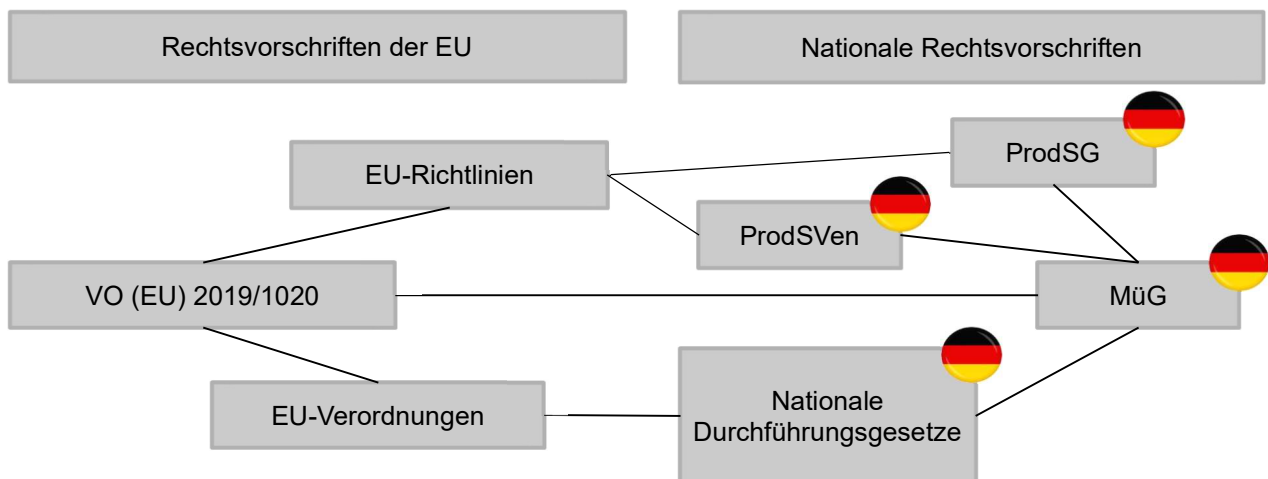 Rechtsvorschriften der EU
Nationale Rechtsvorschriften
EU-Richtlinien
ProdSG
ProdSVen
VO (EU) 2019/1020
MüG
EU-Verordnungen
Nationale
Durchführungsgesetze